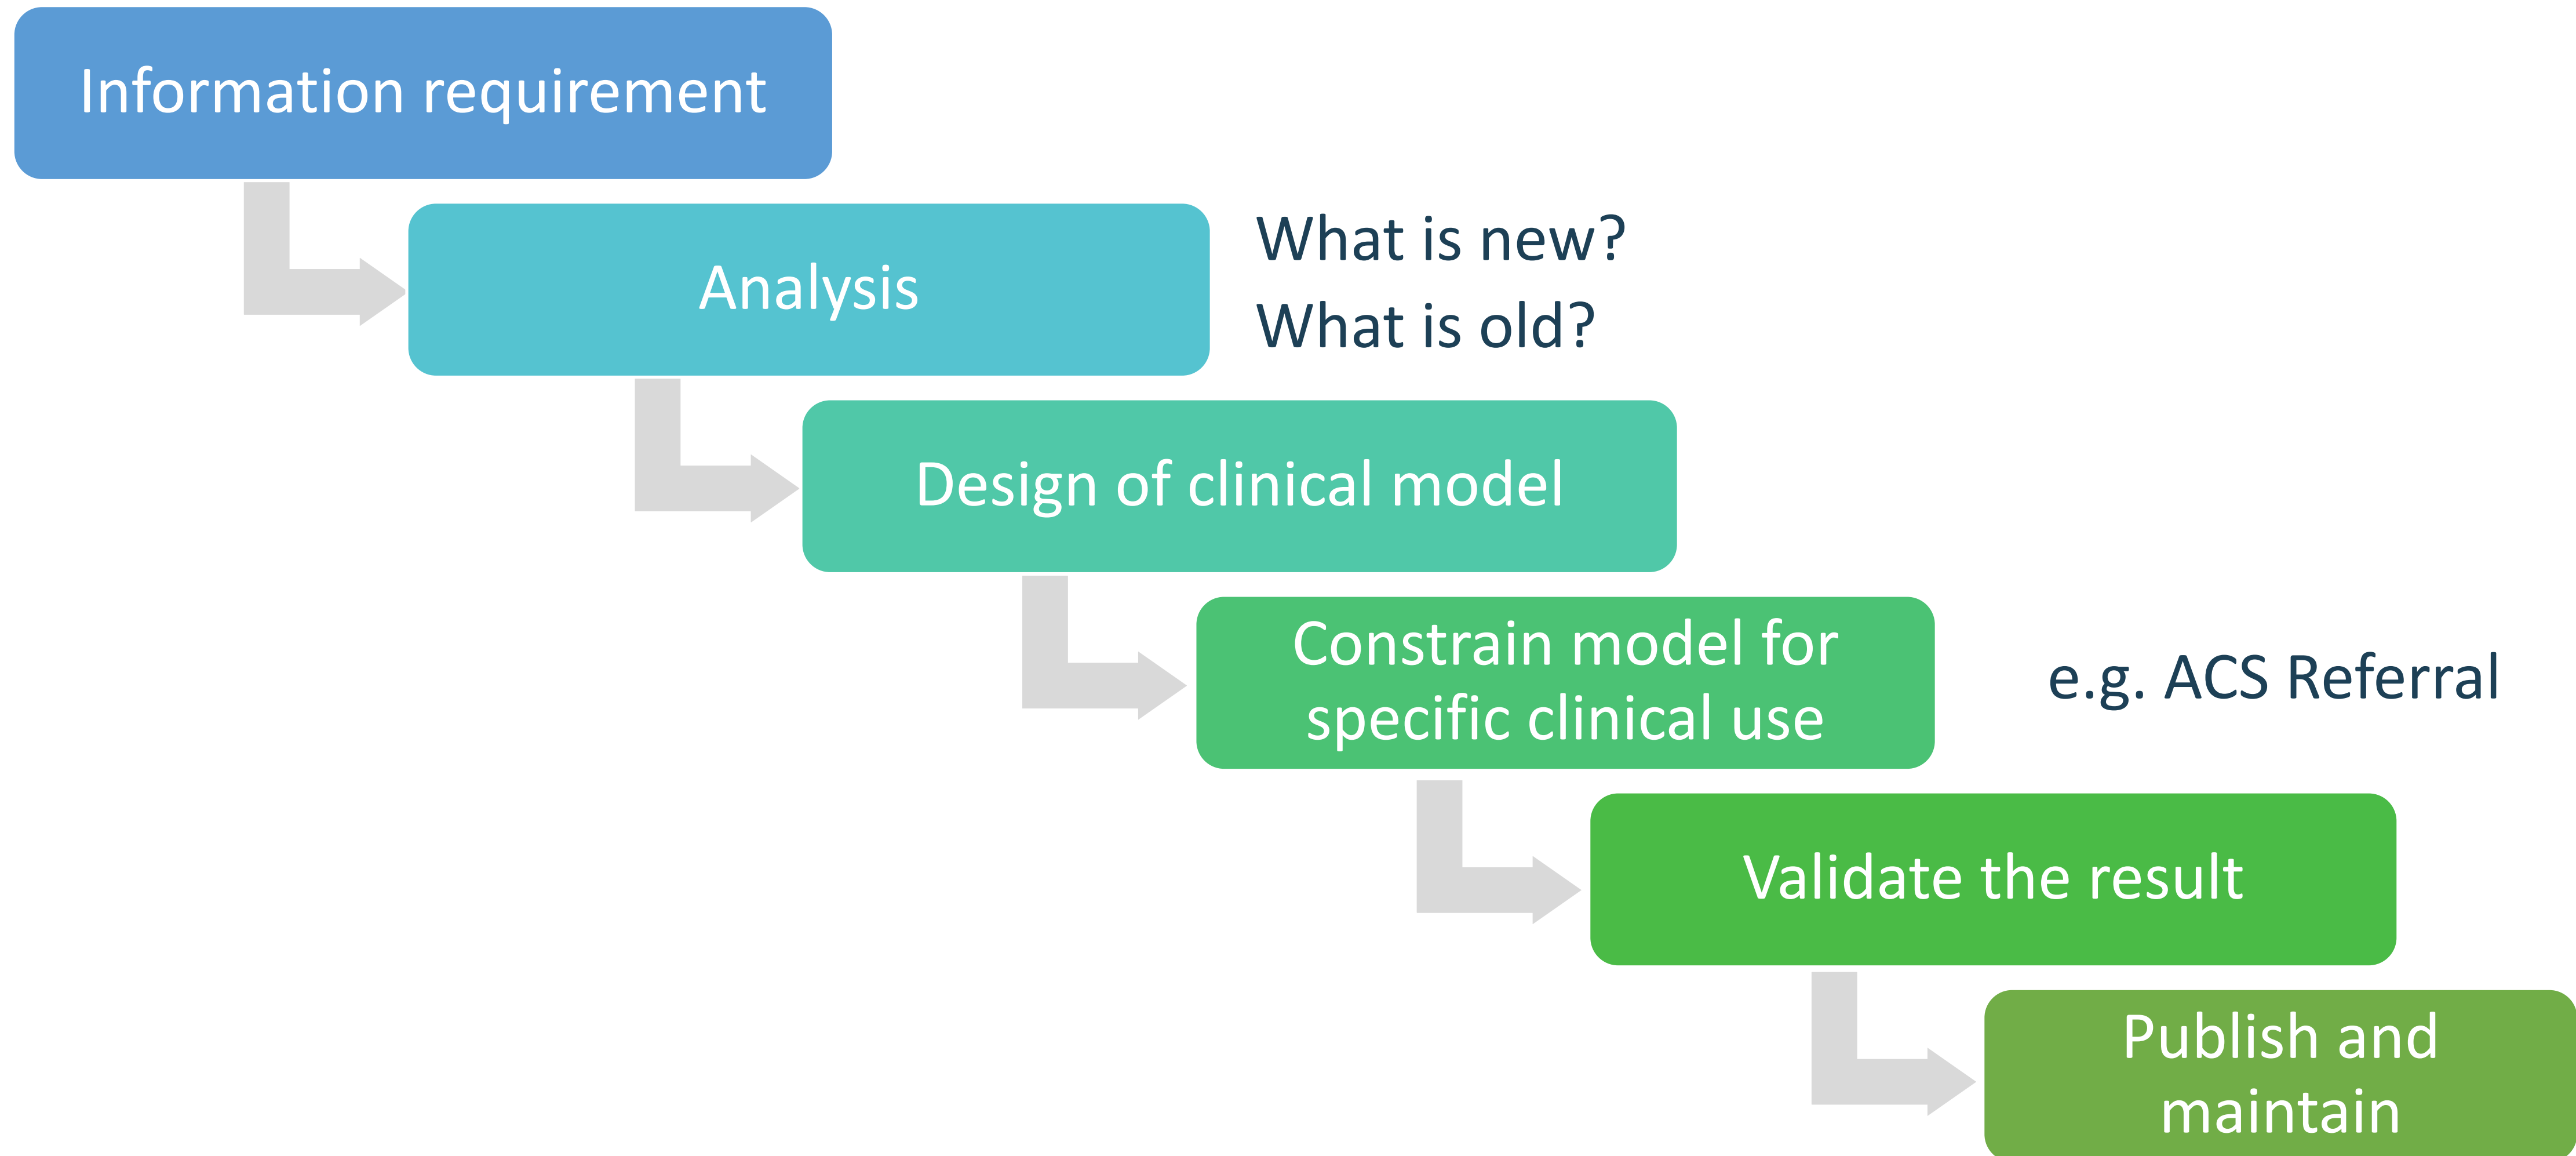 Information requirement
Analysis
What is new?
What is old?
Design of clinical model
Constrain model for
specific clinical use
e.g. ACS Referral
Validate the result
Publish and
maintain